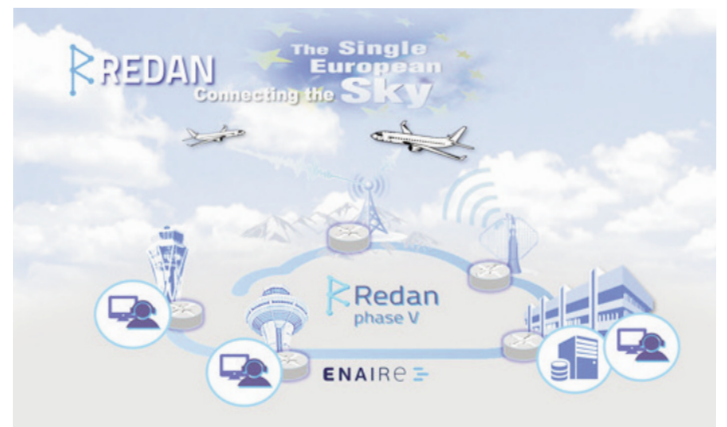 REDAN
The Single
European
Connecting the Sky
Redan
phase V
ENAIRe